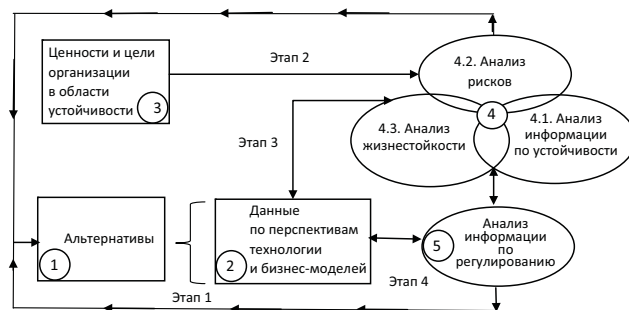 Ценности и цели
организации
в области
устойчивости
3
Этап 2
4.2. Анализ
рисков
4
4.3. Анализ
жизнестойкости
4.1. Анализ
информации
по устойчивости
Этап 3
Альтернативы
1
Данные
по перспективам
технологии
и бизнес-моделей
2
Анализ
информации
по
регулированию
5
Этап 4
Этап 1